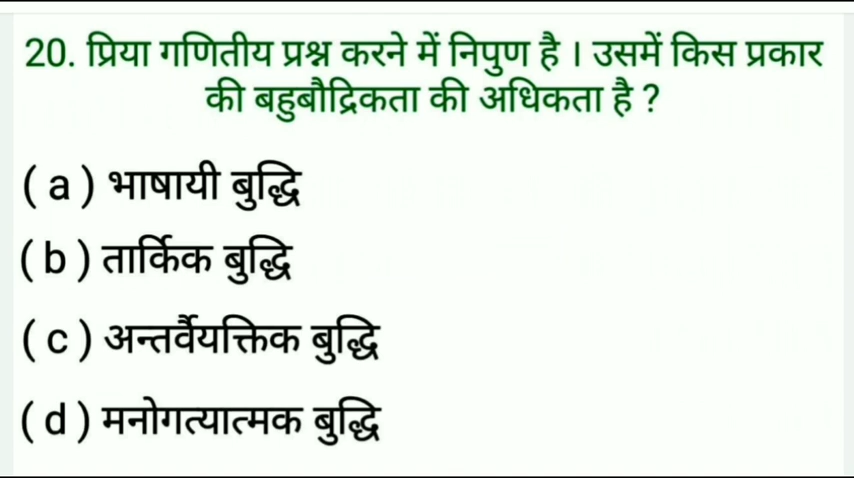 20. प्रिया गणितीय प्रश्न करने में निपुण है । उसमें किस प्रकार
की बहुबौद्रिकता की अधिकता है ?
( a ) भाषायी बुद्धि
( b ) तार्किक बुद्धि
( c ) अन्तर्वैयक्तिक बुद्धि
( d ) मनोगत्यात्मक बुद्धि